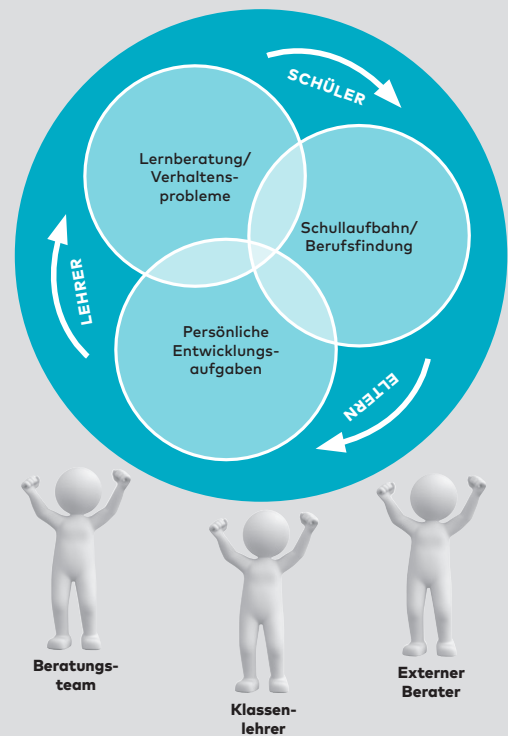 SCHÜLER
Lernberatung/
Verhaltens-
probleme
Schullaufbahn/
Berufsfindung
LEHRER
Persönliche
Entwicklungs-
aufgaben
ELTERN
Beratungs-
team
Klassen-
lehrer
Externer
Berater